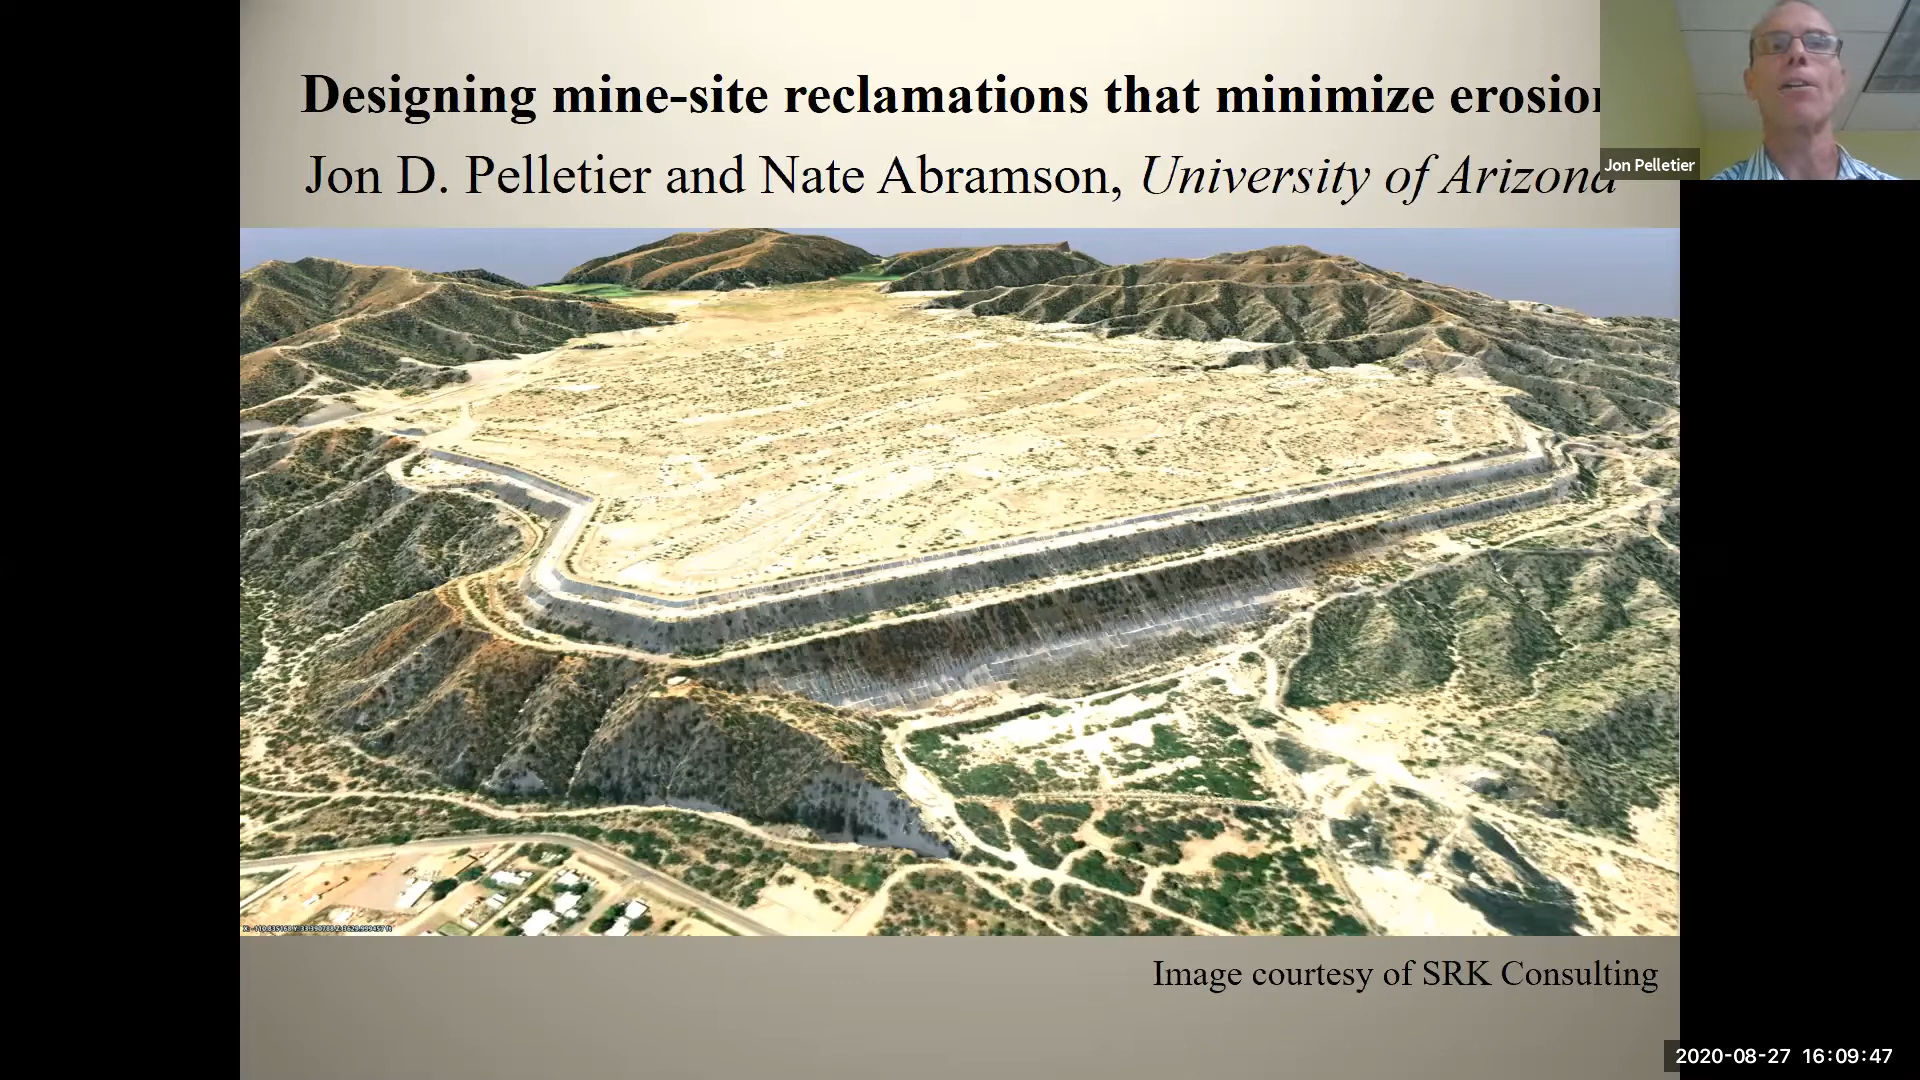 Designing mine-site reclamations that minimize erosion
Jon D. Pelletier and Nate Abramson, University of Arizona
Jon Pelletier
Image courtesy of SRK Consulting
2020-08-27 16:09:47